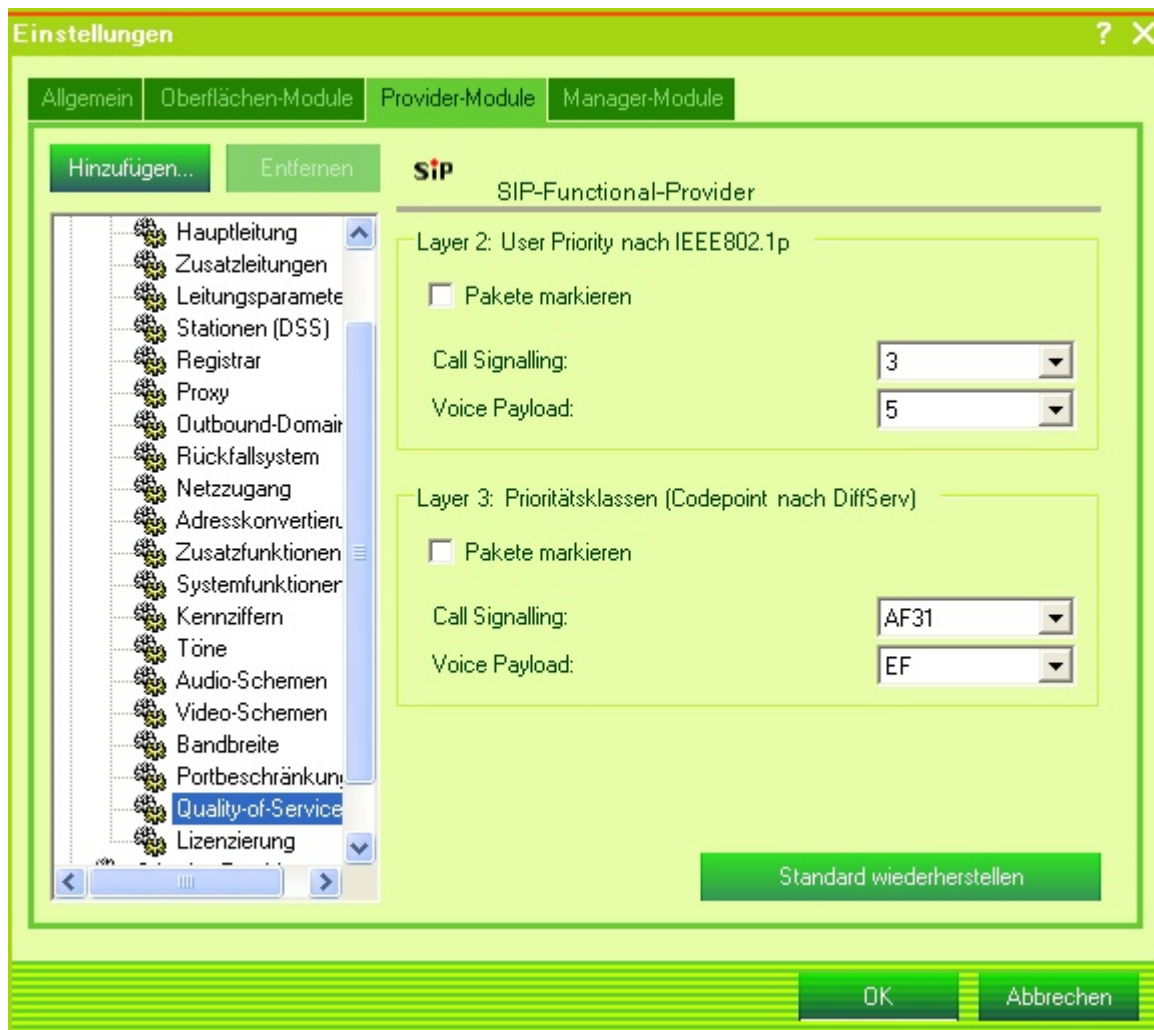 Einstellungen
?
Allgemein
Oberflächen-Module
Provider-Module
Manager-Module
Hinzufügen...
Entfernen
SIP
SIP-Functional-Provider
Hauptleitung
Zusatzleitungen
Leitungsparamete
Stationen (DSS)
Registrar
Proxy
Outbound-Domain
Rückfallsystem
Netzzugang
Adresskonvertieru
Zusatzfunktionen
Systemfunktionen
Kennziffern
Töne
Audio-Schemen
Video-Schemen
Bandbreite
Portbeschränkung
Quality-of-Service
Lizenzierung
Layer 2: User Priority nach IEEE802.1p
Pakete markieren
Call Signalling: 3
Voice Payload: 5
Layer 3: Prioritätsklassen (Codepoint nach DiffServ)
Pakete markieren
Call Signalling: AF31
Voice Payload: EF
Standard wiederherstellen
OK
Abbrechen